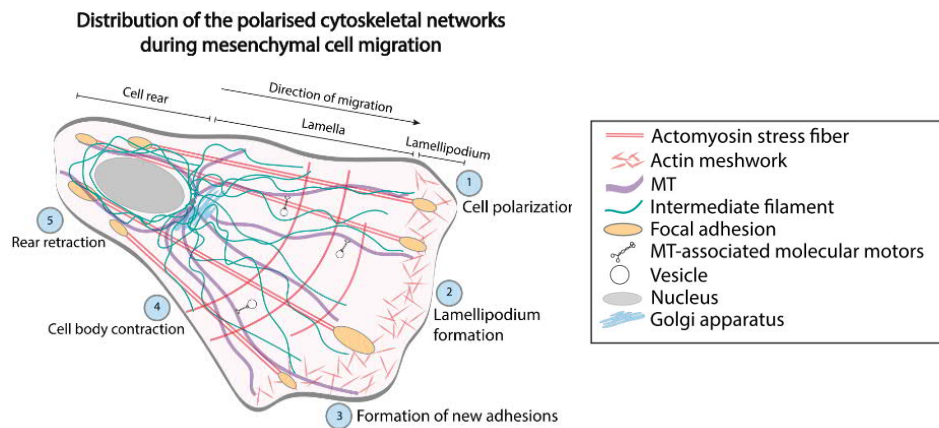 Distribution of the polarised cytoskeletal networks
during mesenchymal cell migration
Direction of migration
Cell rear
Lamella
Lamellipodium
1
Cell polarization
5
Rear retraction
2
Lamellipodium
formation
4
Cell body contraction
3 Formation of new adhesions
Actomyosin stress fiber
Actin meshwork
MT
Intermediate filament
Focal adhesion
MT-associated molecular motors
Vesicle
Nucleus
Golgi apparatus